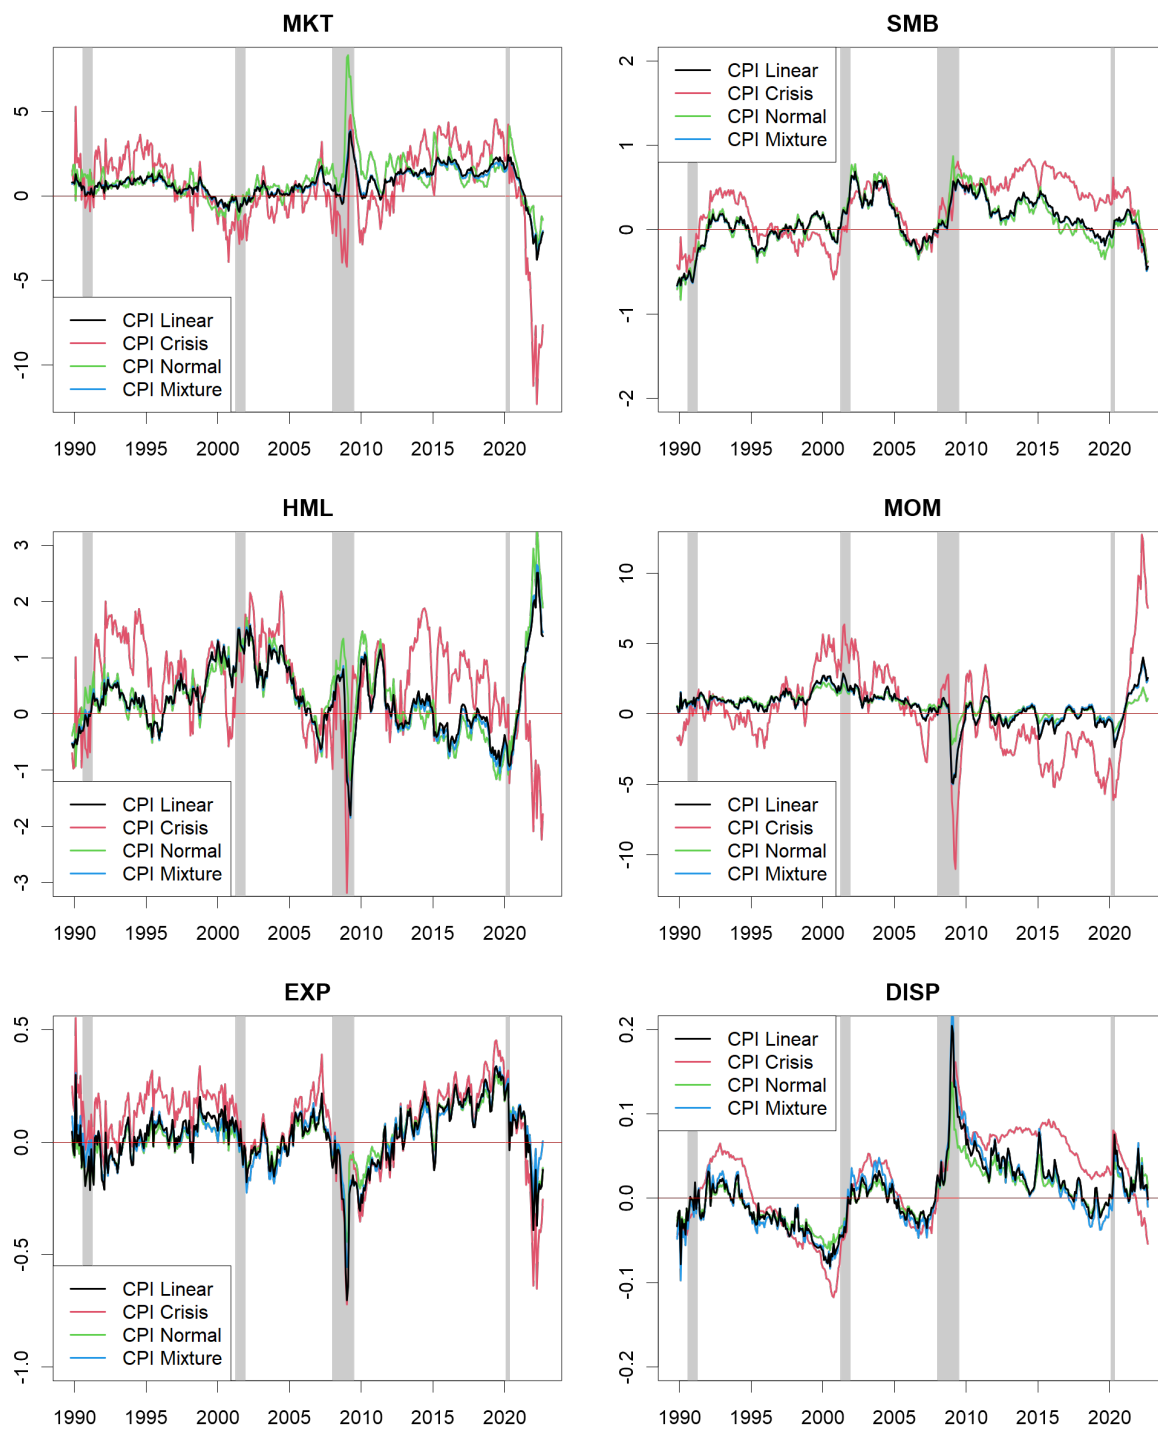 MKT
5
0
-5
-10
CPI Linear
CPI Crisis
CPI Normal
CPI Mixture
1990 1995 2000 2005 2010 2015 2020
SMB
2
1
0
-1
-2
CPI Linear
CPI Crisis
CPI Normal
CPI Mixture
1990 1995 2000 2005 2010 2015 2020
HML
3
2
1
0
-1
-2
-3
CPI Linear
CPI Crisis
CPI Normal
CPI Mixture
1990 1995 2000 2005 2010 2015 2020
MOM
10
5
0
-5
-10
CPI Linear
CPI Crisis
CPI Normal
CPI Mixture
1990 1995 2000 2005 2010 2015 2020
EXP
0.5
0.0
-0.5
-1.0
CPI Linear
CPI Crisis
CPI Normal
CPI Mixture
1990 1995 2000 2005 2010 2015 2020
DISP
0.2
0.1
0.0
-0.1
-0.2
CPI Linear
CPI Crisis
CPI Normal
CPI Mixture
1990 1995 2000 2005 2010 2015 2020